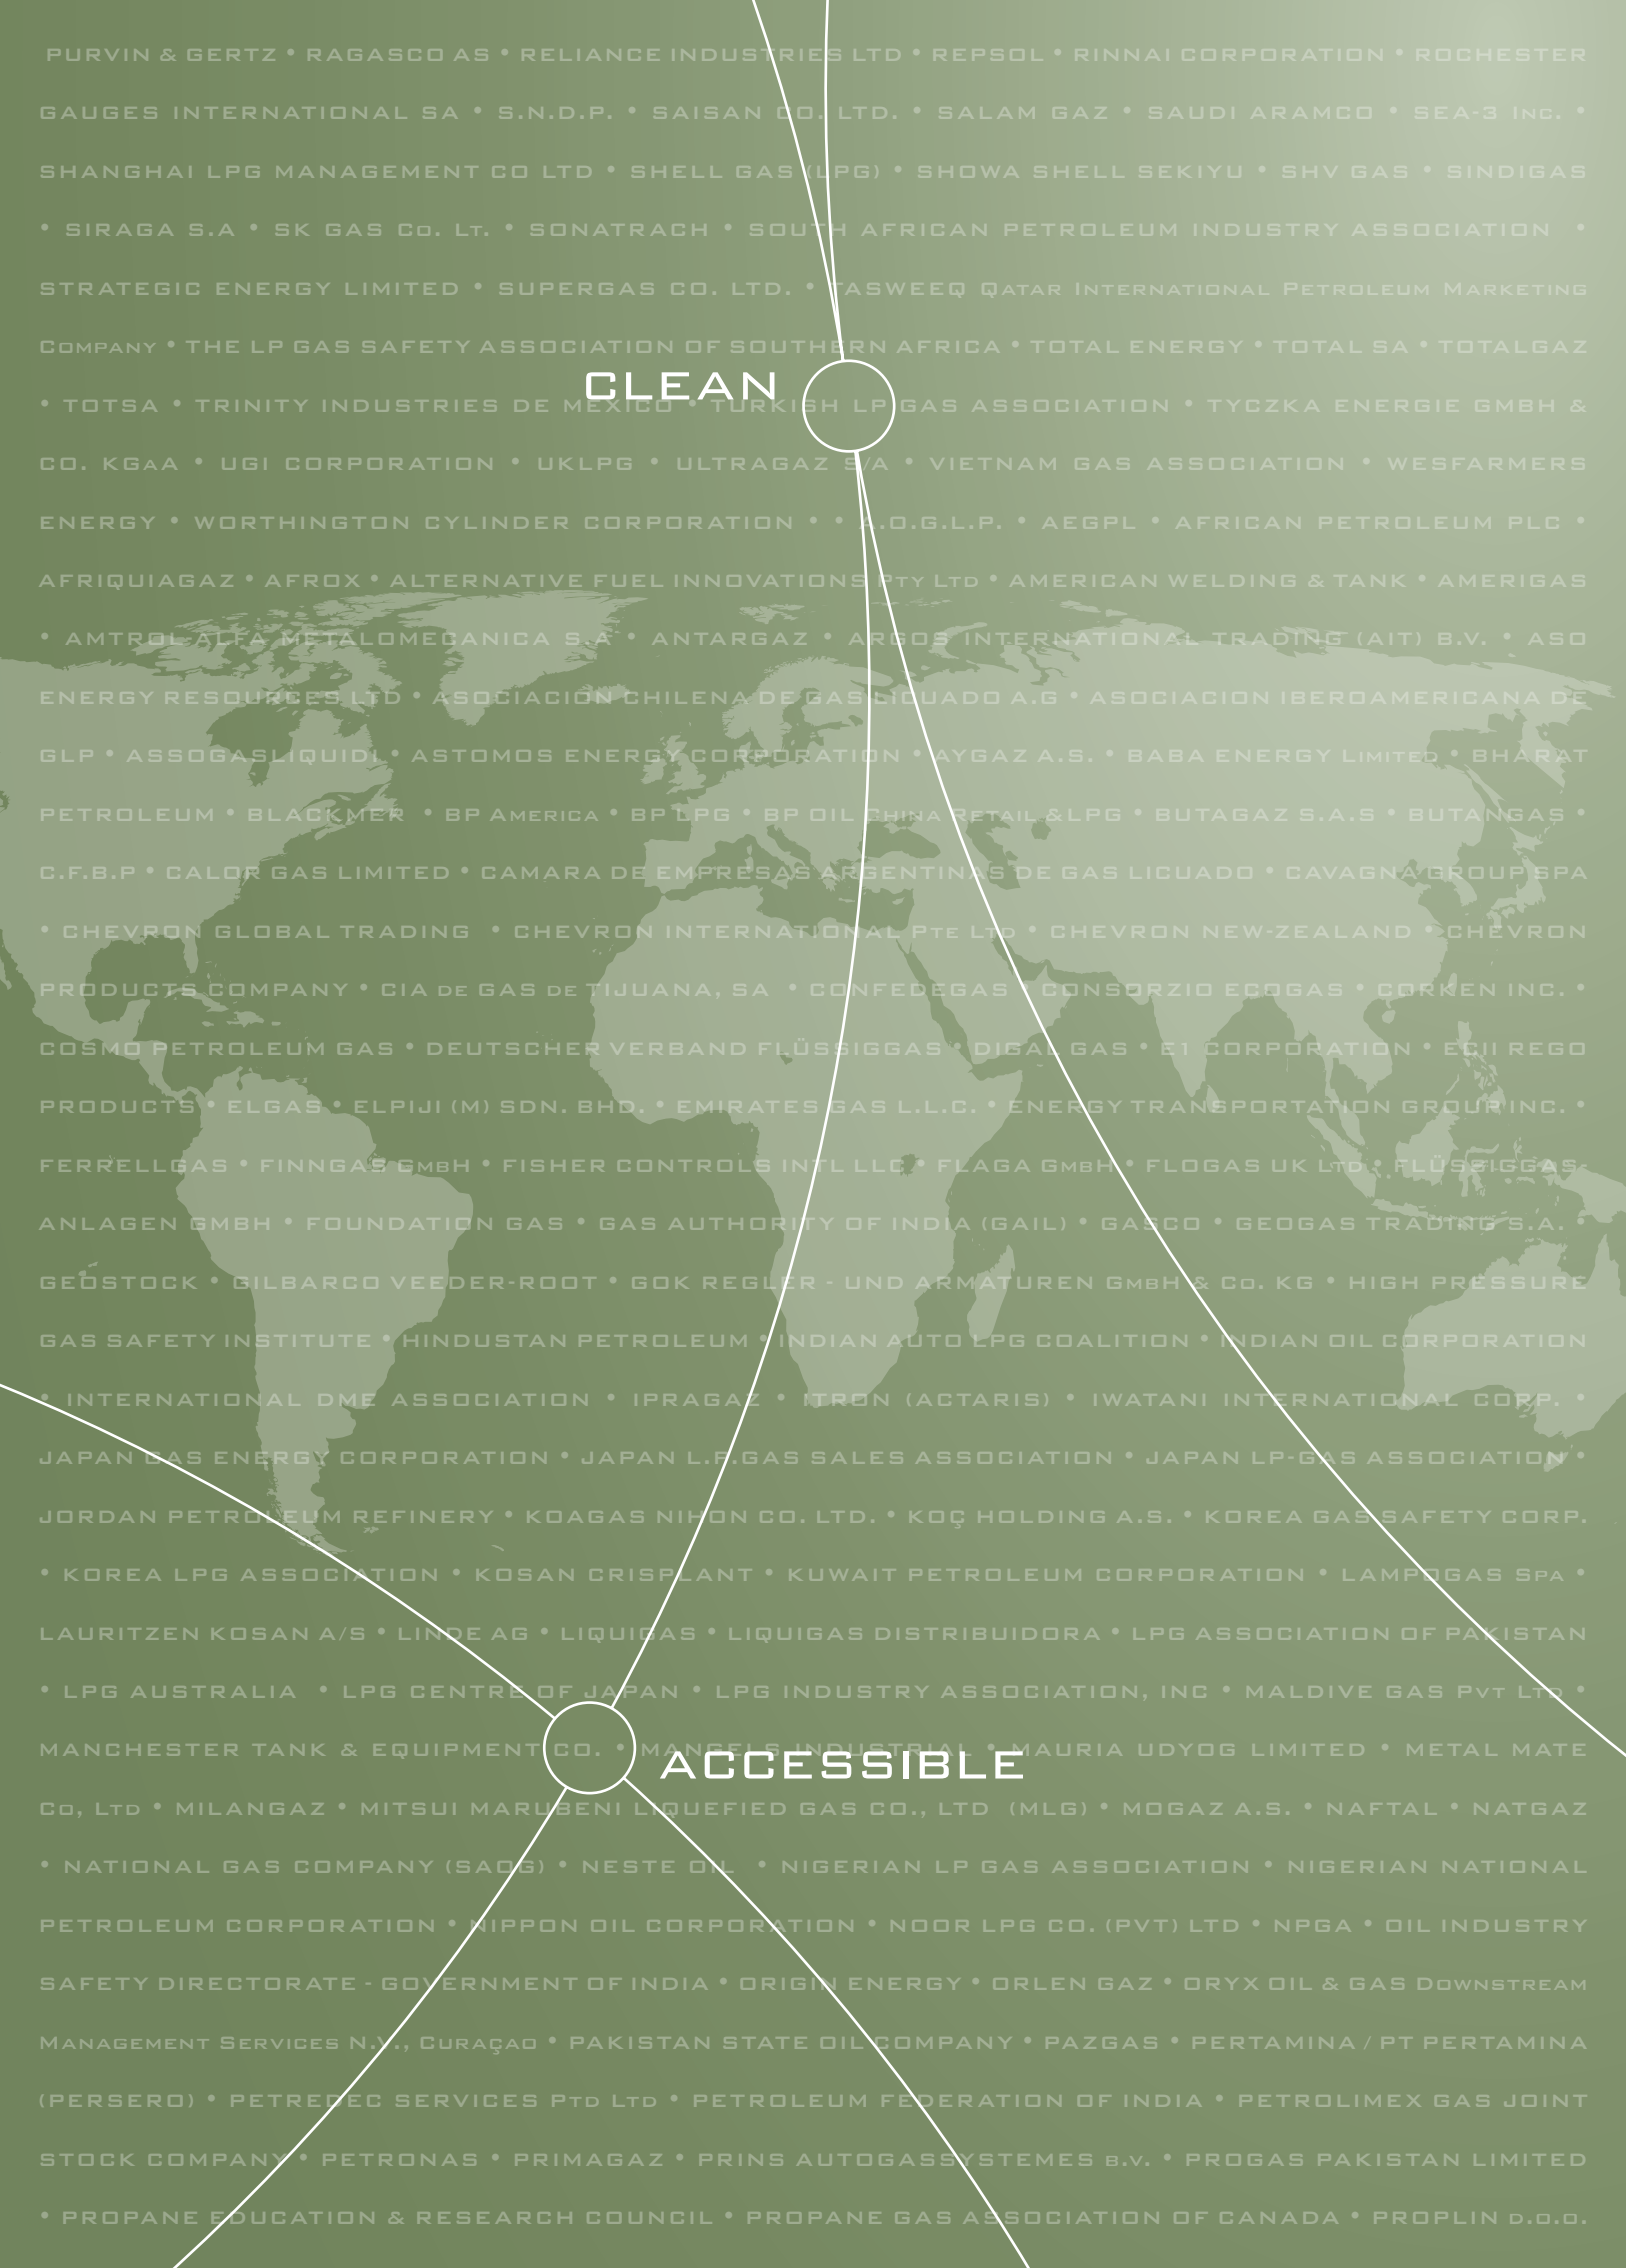 PURVIN & GERTZ • RAGASCO AS • RELIANCE INDUSTRIES LTD • REPSOL • RINNAI CORPORATION • ROCHESTER
GAUGES INTERNATIONAL SA • S.N.D.P. • SAISAN CO. LTD. • SALAM GAZ • SAUDI ARAMCO • SEA-3 Inc. •
SHANGHAI LPG MANAGEMENT CO LTD • SHELL GAS (LPG) • SHOWA SHELL SEKIYU • SHV GAS • SINDIGAS
• SIRAGA S.A • SK GAS Co. Lt. • SONATRACH • SOUTH AFRICAN PETROLEUM INDUSTRY ASSOCIATION •
STRATEGIC ENERGY LIMITED • SUPERGAS CO. LTD. • TASWEEQ Qatar International Petroleum Marketing
Company • THE LP GAS SAFETY ASSOCIATION OF SOUTHERN AFRICA • TOTAL ENERGY • TOTAL SA • TOTALGAZ
CLEAN
• TOTSA • TRINITY INDUSTRIES DE MEXICO • TURKISH LP GAS ASSOCIATION • TYCZKA ENERGIE GMBH &
CO. KGaA • UGI CORPORATION • UKLPG • ULTRAGAZ S/A • VIETNAM GAS ASSOCIATION • WESFARMERS
ENERGY • WORTHINGTON CYLINDER CORPORATION • • A.O.G.L.P. • AEGPL • AFRICAN PETROLEUM PLC •
AFRIQUIAGAZ • AFROX • ALTERNATIVE FUEL INNOVATIONS Pty Ltd • AMERICAN WELDING & TANK • AMERIGAS
• AMTROL ALFA METALOMECANICA S.A • ANTARGAZ • ARGOS INTERNATIONAL TRADING (AIT) B.V. • ASO
ENERGY RESOURCES LTD • ASOCIACION CHILENA DE GAS LICUADO A.G • ASOCIACION IBEROAMERICANA DE
GLP • ASSOGASLIQUIDI • ASTOMOS ENERGY CORPORATION • AYGAZ A.S. • BABA ENERGY Limited • BHARAT
PETROLEUM • BLACKMER • BP America • BP LPG • BP OIL China Retail &LPG • BUTAGAZ S.A.S • BUTANGAS •
C.F.B.P • CALOR GAS LIMITED • CAMARA DE EMPRESAS ARGENTINAS DE GAS LICUADO • CAVAGNA GROUP SPA
• CHEVRON GLOBAL TRADING • CHEVRON INTERNATIONAL Pte Ltd • CHEVRON NEW-ZEALAND • CHEVRON
PRODUCTS COMPANY • CIA de GAS de TIJUANA, SA • CONFEDEGAS • CONSORZIO ECOGAS • CORKEN INC. •
COSMO PETROLEUM GAS • DEUTSCHER VERBAND FLÜSSIGGAS • DIGAL GAS • E1 CORPORATION • ECII REGO
PRODUCTS • ELGAS • ELPIJI (M) SDN. BHD. • EMIRATES GAS L.L.C. • ENERGY TRANSPORTATION GROUP INC. •
FERRELLGAS • FINNGAS GmbH • FISHER CONTROLS INTL LLC • FLAGA GmbH • FLOGAS UK Ltd • FLÜSSIGGAS-
ANLAGEN GMBH • FOUNDATION GAS • GAS AUTHORITY OF INDIA (GAIL) • GASCO • GEOGAS TRADING S.A. •
GEOSTOCK • GILBARCO VEEDER-ROOT • GOK REGLER - UND ARMATUREN GmbH & Co. KG • HIGH PRESSURE
GAS SAFETY INSTITUTE • HINDUSTAN PETROLEUM • INDIAN AUTO LPG COALITION • INDIAN OIL CORPORATION
• INTERNATIONAL DME ASSOCIATION • IPRAGAZ • ITRON (ACTARIS) • IWATANI INTERNATIONAL CORP. •
JAPAN GAS ENERGY CORPORATION • JAPAN L.P.GAS SALES ASSOCIATION • JAPAN LP-GAS ASSOCIATION •
JORDAN PETROLEUM REFINERY • KOAGAS NIHON CO. LTD. • KOÇ HOLDING A.S. • KOREA GAS SAFETY CORP.
• KOREA LPG ASSOCIATION • KOSAN CRISPLANT • KUWAIT PETROLEUM CORPORATION • LAMPOGAS Spa •
LAURITZEN KOSAN A/S • LINDE AG • LIQUIGAS • LIQUIGAS DISTRIBUIDORA • LPG ASSOCIATION OF PAKISTAN
• LPG AUSTRALIA • LPG CENTRE OF JAPAN • LPG INDUSTRY ASSOCIATION, INC • MALDIVE GAS Pvt Ltd •
MANCHESTER TANK & EQUIPMENT CO. • MANGELS INDUSTRIAL • MAURIA UDYOG LIMITED • METAL MATE
ACCESSIBLE
Co, Ltd • MILANGAZ • MITSUI MARUBENI LIQUEFIED GAS CO., LTD (MLG) • MOGAZ A.S. • NAFTAL • NATGAZ
• NATIONAL GAS COMPANY (SAOG) • NESTE OIL • NIGERIAN LP GAS ASSOCIATION • NIGERIAN NATIONAL
PETROLEUM CORPORATION • NIPPON OIL CORPORATION • NOOR LPG CO. (PVT) LTD • NPGA • OIL INDUSTRY
SAFETY DIRECTORATE - GOVERNMENT OF INDIA • ORIGIN ENERGY • ORLEN GAZ • ORYX OIL & GAS Downstream
Management Services N.V., Curaçao • PAKISTAN STATE OIL COMPANY • PAZGAS • PERTAMINA / PT PERTAMINA
(PERSERO) • PETREDEC SERVICES Ptd Ltd • PETROLEUM FEDERATION OF INDIA • PETROLIMEX GAS JOINT
STOCK COMPANY • PETRONAS • PRIMAGAZ • PRINS AUTOGASSYSTEMES B.V. • PROGAS PAKISTAN LIMITED
• PROPANE EDUCATION & RESEARCH COUNCIL • PROPANE GAS ASSOCIATION OF CANADA • PROPLIN D.O.O.